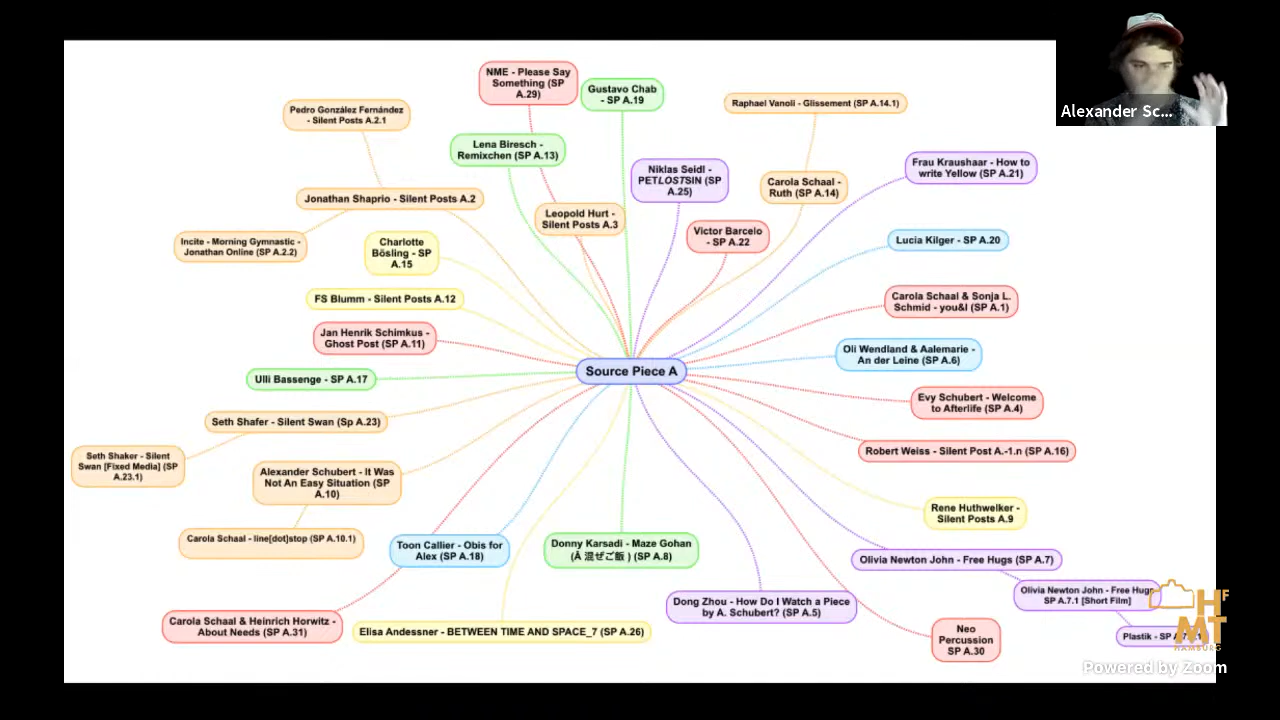 NME - Please Say
Something (SP
A.29)
Gustavo Chab
- SP A.19
Raphael Vanoli - Glissement (SP A.14.1)
Alexander Sc...
Pedro González Fernández
- Silent Posts A.2.1
Lena Biresch -
Remixchen (SP A.13)
Niklas Seidl -
PETLOSTSIN (SP
A.25)
Carola Schaal -
Ruth (SP A.14)
Frau Kraushaar - How to
write Yellow (SP A.21)
Jonathan Shaprio - Silent Posts A.2
Leopold Hurt -
Silent Posts A.3
Victor Barcelo
- SP A.22
Lucia Kilger - SP A.20
Incite - Morning Gymnastic -
Jonathan Online (SP A.2.2)
Charlotte
Bösling - SP
A.15
FS Blumm - Silent Posts A.12
Carola Schaal & Sonja L.
Schmid - you&I (SP A.1)
Jan Henrik Schimkus -
Ghost Post (SP A.11)
Oli Wendland & Aalemarie -
An der Leine (SP A.6)
Source Piece A
Ulli Bassenge - SP A.17
Evy Schubert - Welcome
to Afterlife (SP A.4)
Seth Shafer - Silent Swan (Sp A.23)
Robert Weiss - Silent Post A.-1.n (SP A.16)
Seth Shaker - Silent
Swan [Fixed Media] (SP
A.23.1)
Alexander Schubert - It Was
Not An Easy Situation (SP
A.10)
Rene Huthwelker -
Silent Posts A.9
Carola Schaal - line[dot]stop (SP A.10.1)
Toon Callier - Obis for
Alex (SP A.18)
Donny Karsadi - Maze Gohan
(Â 混ぜご飯 ) (SP A.8)
Olivia Newton John - Free Hugs (SP A.7)
Olivia Newton John - Free Hugs
SP A.7.1 [Short Film]
Dong Zhou - How Do I Watch a Piece
by A. Schubert? (SP A.5)
Carola Schaal & Heinrich Horwitz -
About Needs (SP A.31)
Elisa Andessner - BETWEEN TIME AND SPACE_7 (SP A.26)
Neo
Percussion
SP A.30
Plastik - SP
HF
MT
HAMBURG
Powered by Zoom